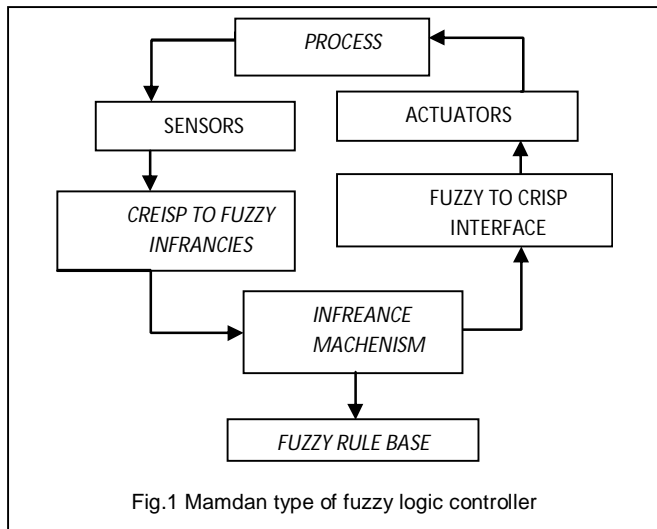 PROCESS
SENSORS
ACTUATORS
CREISP TO FUZZY
INFRANCIES
FUZZY TO CRISP
INTERFACE
INFREANCE
MACHENISM
FUZZY RULE BASE
Fig.1 Mamdan type of fuzzy logic controller